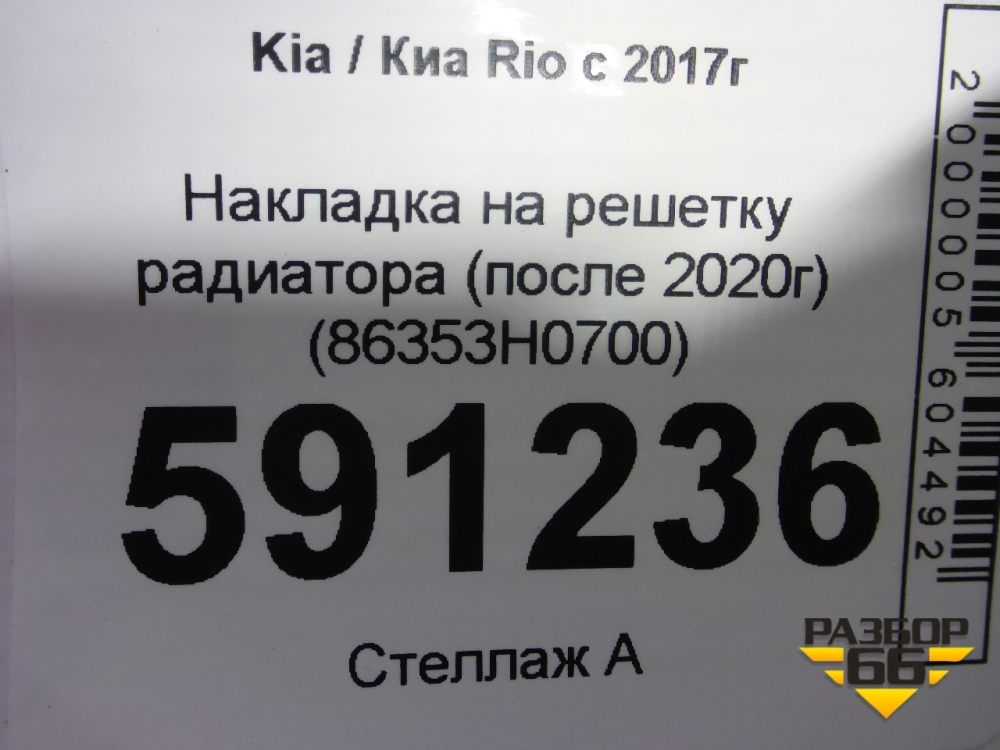 Kia / Киа Rio с 2017г
Накладка на решетку
радиатора (после 2020г)
(86353H0700)
591236
Стеллаж А
2000005604492
РАЗБОР
66